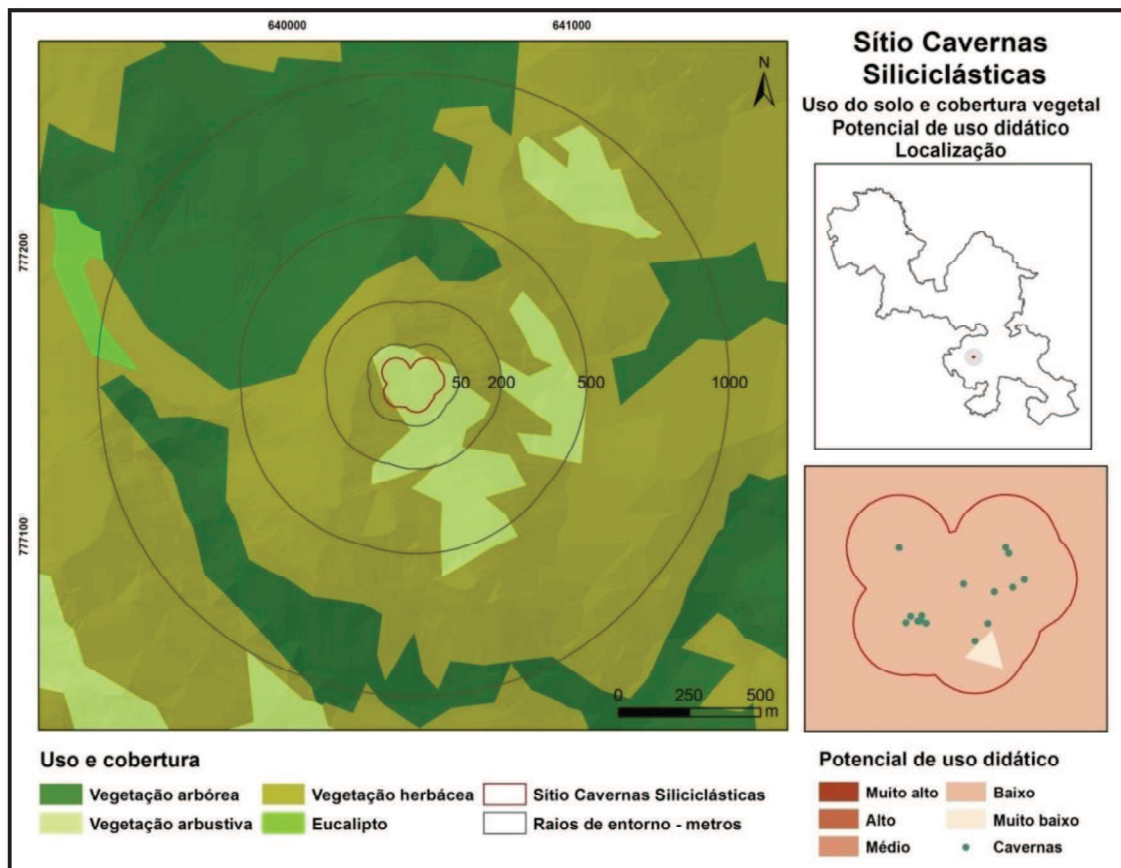 640000
641000
Sítio Cavernas
Siliciclásticas
Uso do solo e cobertura vegetal
Potencial de uso didático
Localização
N
777200
50
200
500
1000
777100
0
250
500
m
Uso e cobertura
Vegetação arbórea
Vegetação herbácea
Sítio Cavernas Siliciclásticas
Vegetação arbustiva
Eucalipto
Raios de entorno - metros
Potencial de uso didático
Muito alto
Baixo
Alto
Muito baixo
Médio
Cavernas